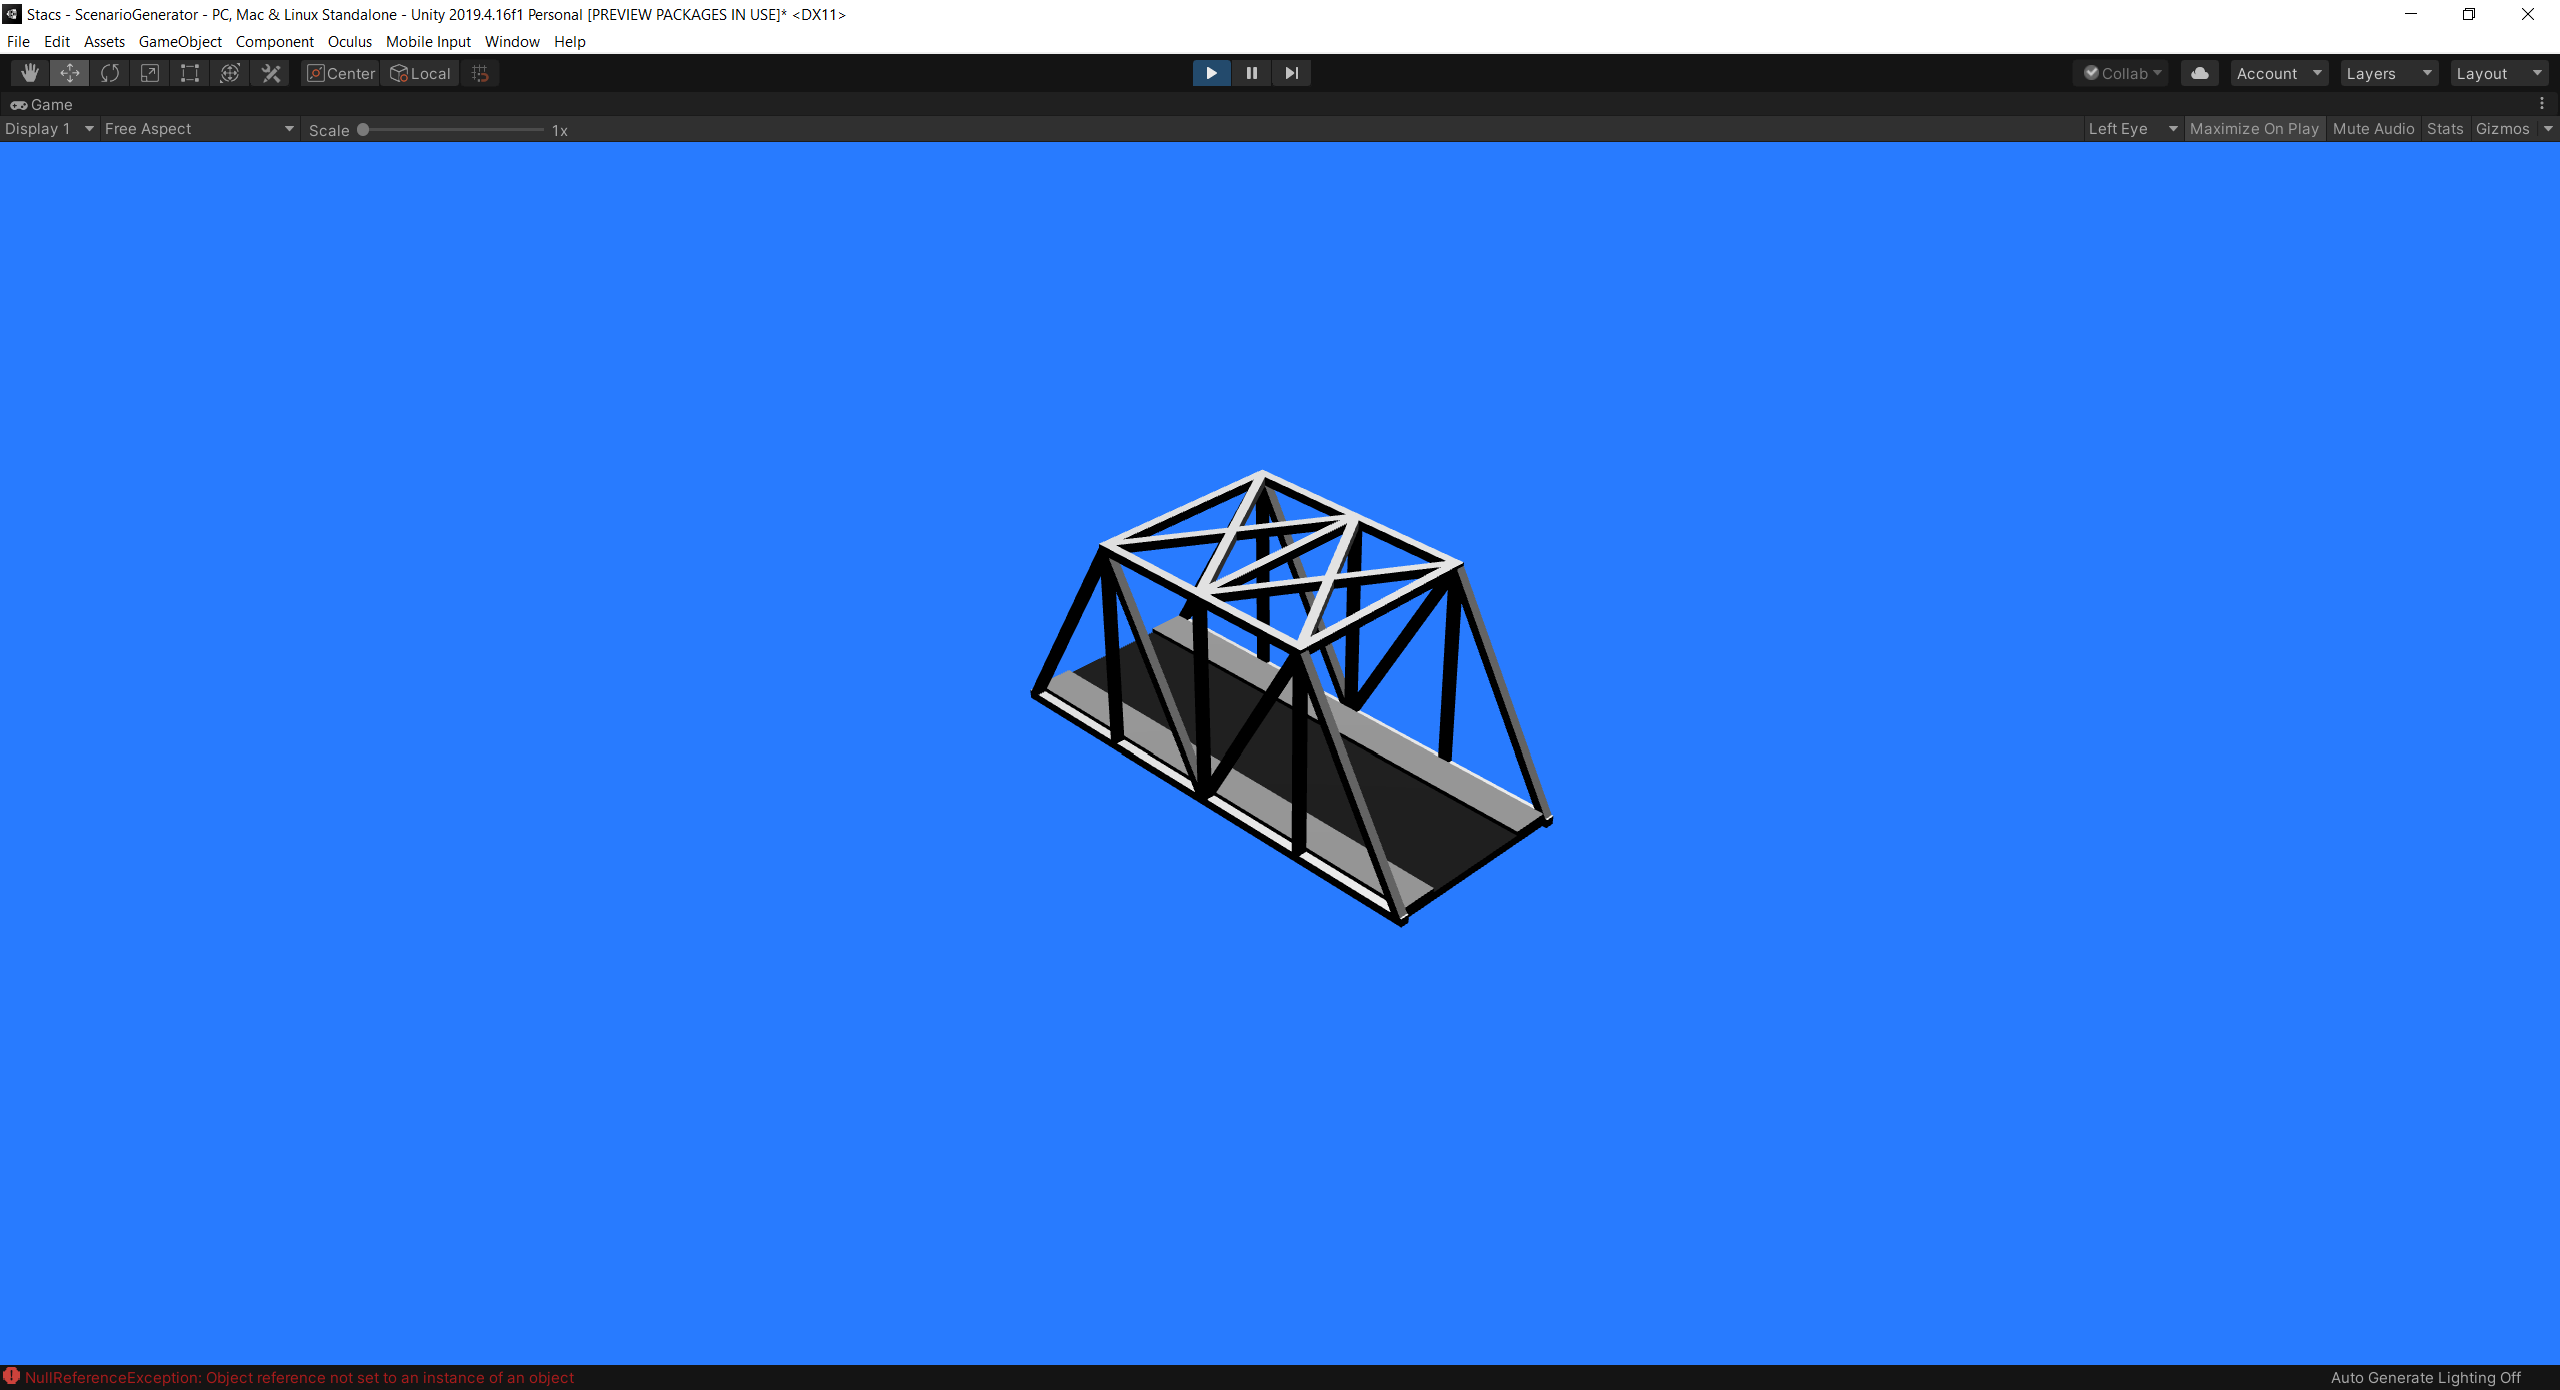 Stacs - ScenarioGenerator - PC, Mac & Linux Standalone - Unity 2019.4.16f1 Personal [PREVIEW PACKAGES IN USE]* <DX11>
File Edit Assets GameObject Component Oculus Mobile Input Window Help
Center Local Collab Account Layers Layout
Game
Display 1 Free Aspect Scale 1x Left Eye Maximize On Play Mute Audio Stats Gizmos
NullReferenceException: Object reference not set to an instance of an object Auto Generate Lighting Off